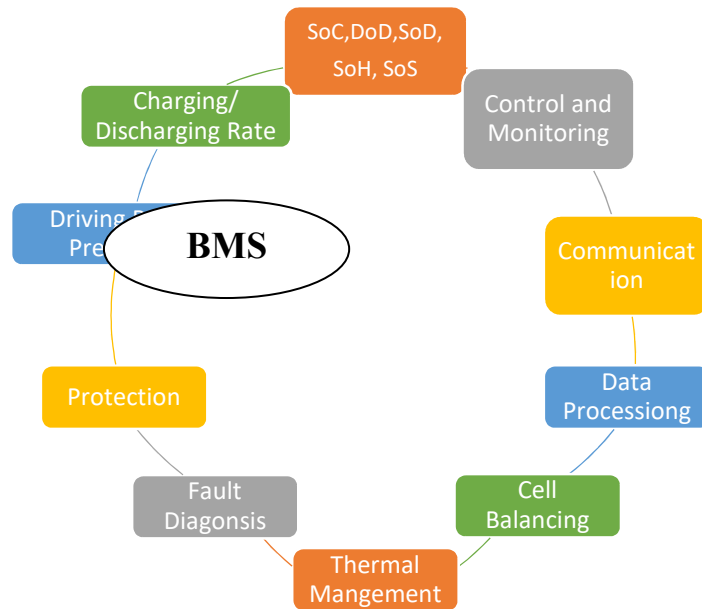 SoC,DoD,SoD,
SoH, SoS
Control and
Monitoring
Communicat
ion
Data
Processiong
Cell
Balancing
Thermal
Mangement
Fault
Diagonsis
Protection
Driving
BMS
Charging/
Discharging Rate